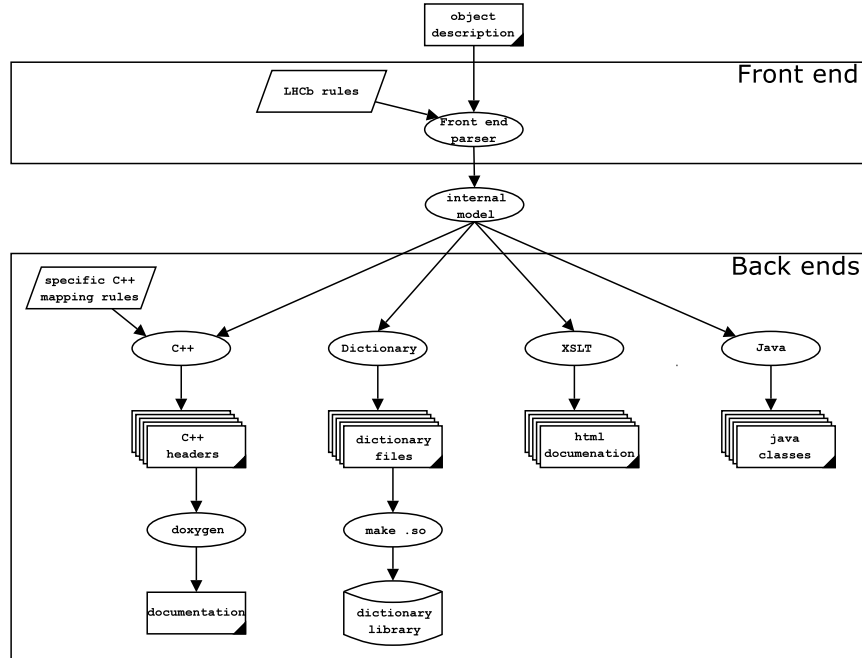 object
description
Front end
LHCb rules
Front end
parser
internal
model
Back ends
specific C++
mapping rules
C++
Dictionary
XSLT
Java
C++
headers
dictionary
files
html
documenation
java
classes
doxygen
make .so
documentation
dictionary
library